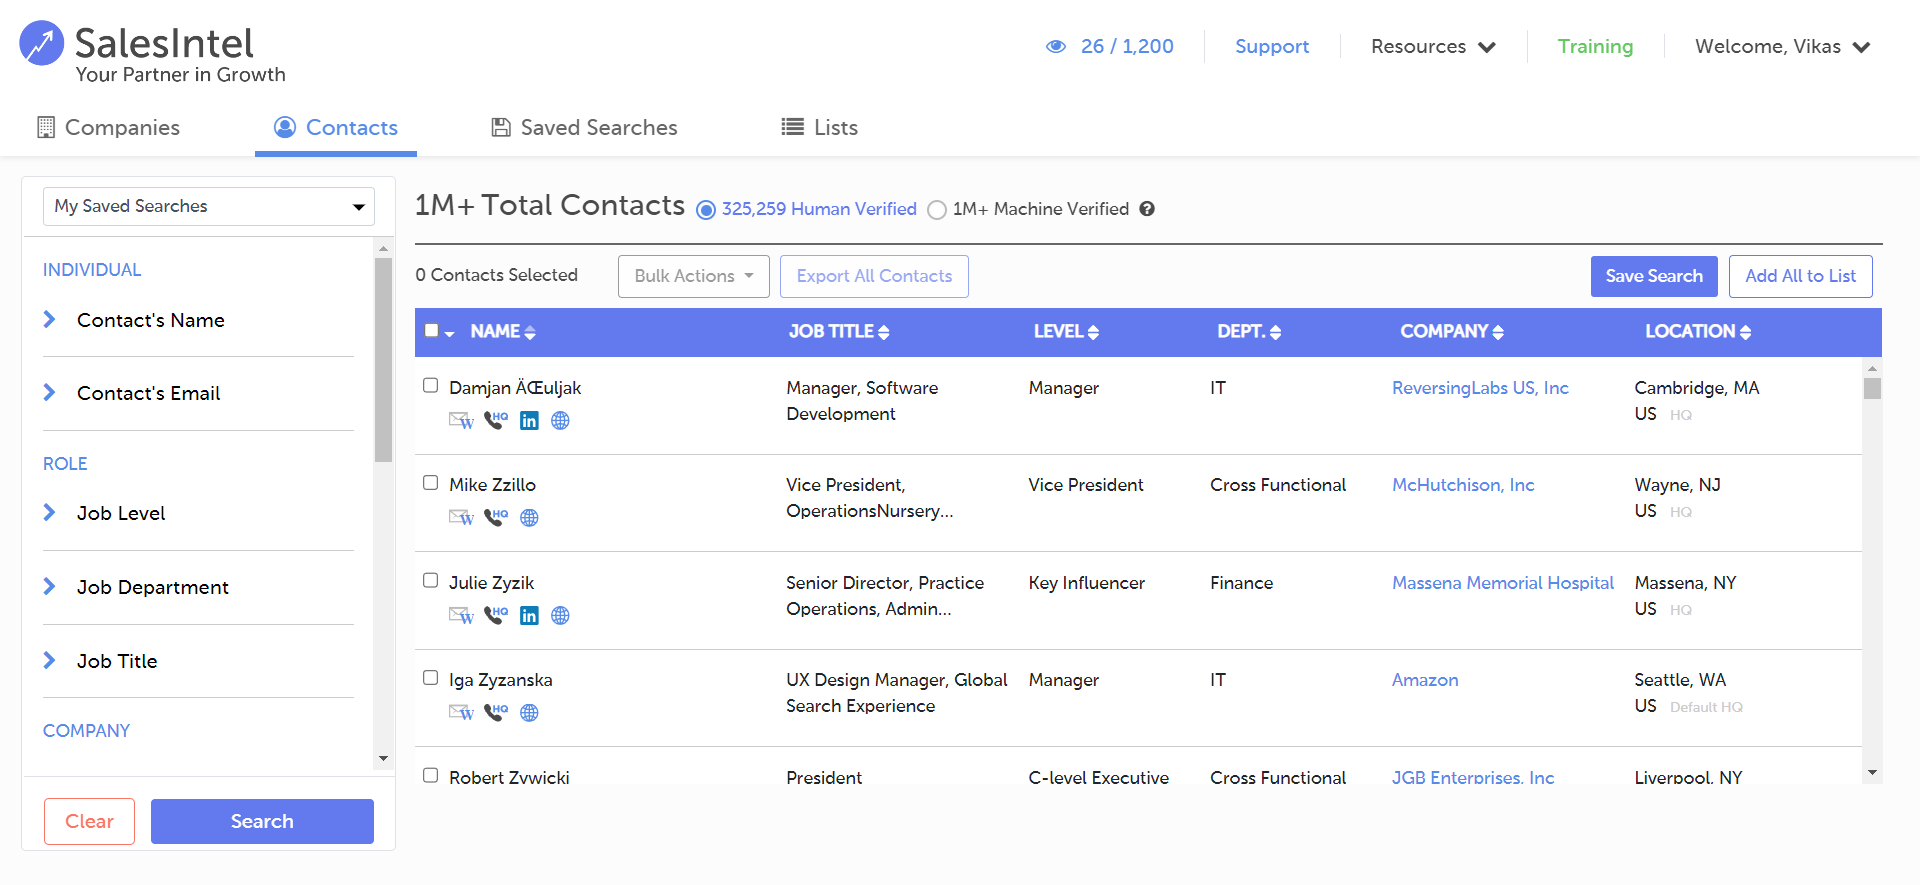 SalesIntel
Your Partner in Growth
26 / 1,200
Support
Resources
Training
Welcome, Vikas
Companies
Contacts
Saved Searches
Lists
My Saved Searches
INDIVIDUAL
Contact's Name
Contact's Email
ROLE
Job Level
Job Department
Job Title
COMPANY
Clear
Search
1M+ Total Contacts
325,259 Human Verified
1M+ Machine Verified
?
0 Contacts Selected
Bulk Actions
Export All Contacts
Save Search
Add All to List
NAME JOB TITLE LEVEL DEPT. COMPANY LOCATION
Damjan ÄŒuljak Manager, Software Manager IT ReversingLabs US, Inc Cambridge, MA
W HQ in Development US HQ
Mike Zzillo Vice President, Vice President Cross Functional McHutchison, Inc Wayne, NJ
W HQ OperationsNursery... US HQ
Julie Zyzik Senior Director, Practice Key Influencer Finance Massena Memorial Hospital Massena, NY
W HQ in Operations, Admin... US HQ
Iga Zyzanska UX Design Manager, Global Manager IT Amazon Seattle, WA
W HQ Search Experience US Default HQ
Robert Zywicki President C-level Executive Cross Functional JGB Enterprises, Inc Liverpool, NY